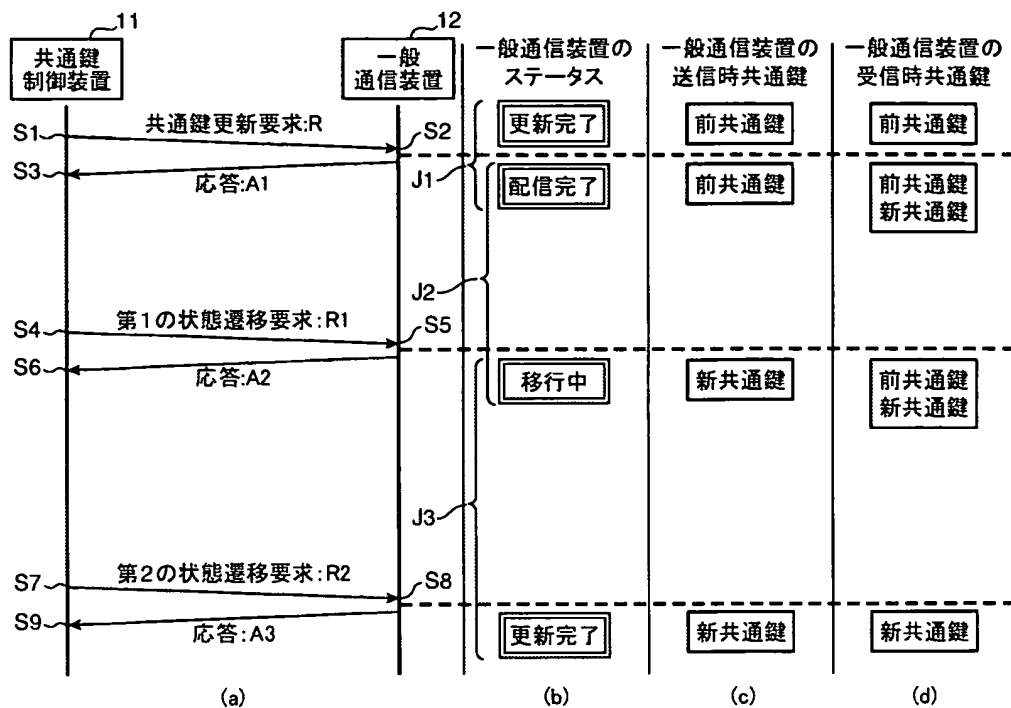 11
12
共通鍵
制御装置
一般
通信装置
一般通信装置の
ステータス
一般通信装置の
送信時共通鍵
一般通信装置の
受信時共通鍵
S1
共通鍵更新要求:R
S2
更新完了
前共通鍵
前共通鍵
S3
応答:A1
J1
配信完了
前共通鍵
前共通鍵
新共通鍵
J2
S4
第1の状態遷移要求:R1
S5
S6
応答:A2
移行中
新共通鍵
前共通鍵
新共通鍵
J3
S7
第2の状態遷移要求:R2
S8
S9
応答:A3
更新完了
新共通鍵
新共通鍵
(a)
(b)
(c)
(d)